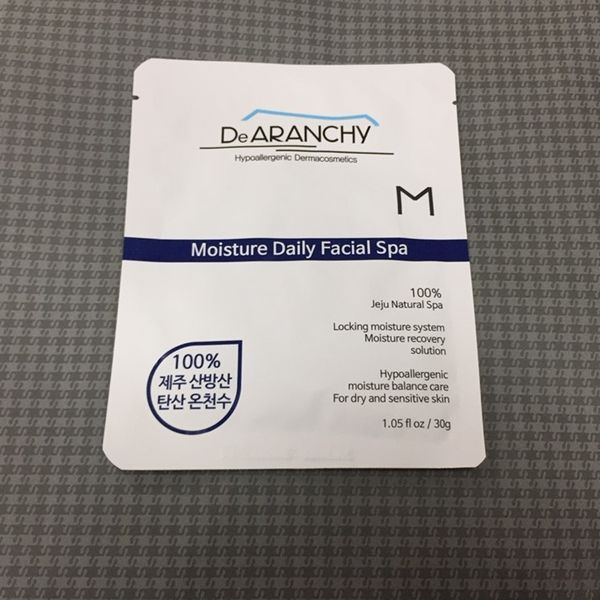 DeARANCHY
Hypoallergenic Dermacosmetics
M
Moisture Daily Facial Spa
100%
Jeju Natural Spa
Locking moisture system
Moisture recovery
solution
100%
제주 산방산
탄산 온천수
Hypoallergenic
moisture balance care
For dry and sensitive skin
1.05 fl oz / 30g